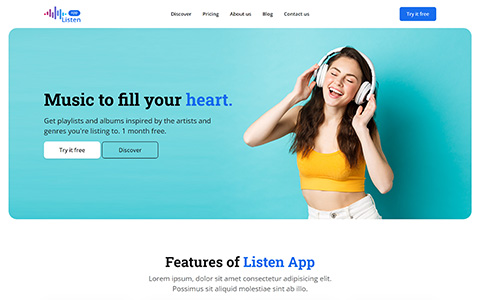 Listen
Discover Pricing About us Blog Contact us
Try it free
Music to fill your heart.
Get playlists and albums inspired by the artists and
genres you're listing to. 1 month free.
Try it free
Discover
Features of Listen App
Lorem ipsum, dolor sit amet consectetur adipisicing elit.
Possimus sit aliquid molestiae sint alias sit illo.